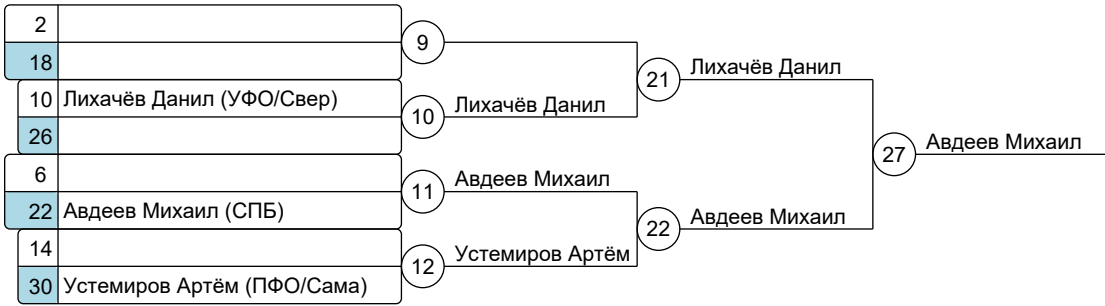 2
18
9
10 Лихачёв Данил (УФО/Свер)
26
10
Лихачёв Данил
21
Лихачёв Данил
6
22 Авдеев Михаил (СПБ)
11
Авдеев Михаил
14
30 Устемиров Артём (ПФО/Сама)
12
Устемиров Артём
22
Авдеев Михаил
27
Авдеев Михаил